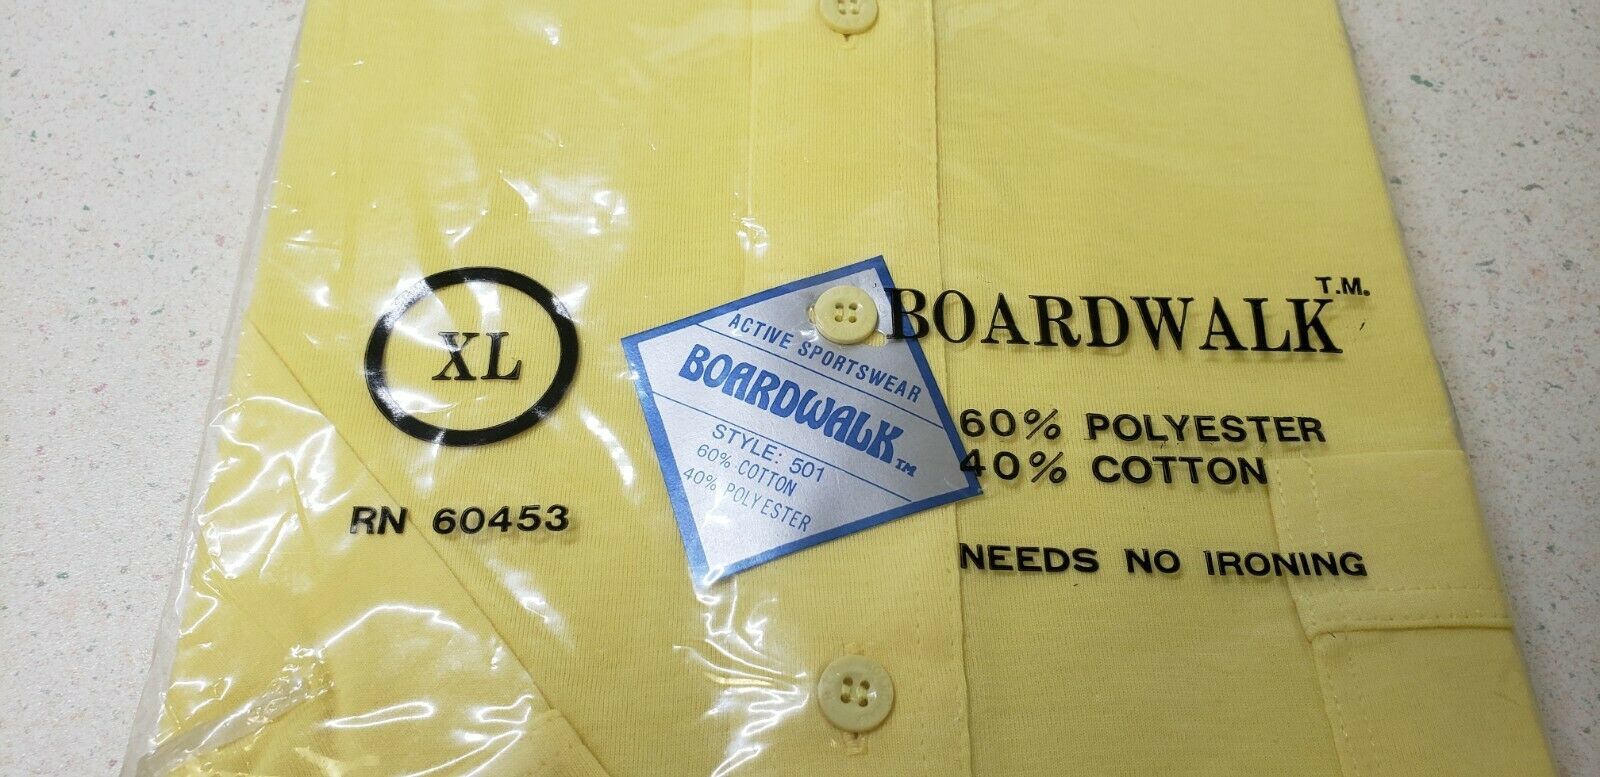 XL
RN 60453
ACTIVE SPORTSWEAR
BOARDWALK TM
STYLE: 501
60% COTTON
40% POLYESTER
BOARDWALK T.M.
60% POLYESTER
40% COTTON
NEEDS NO IRONING